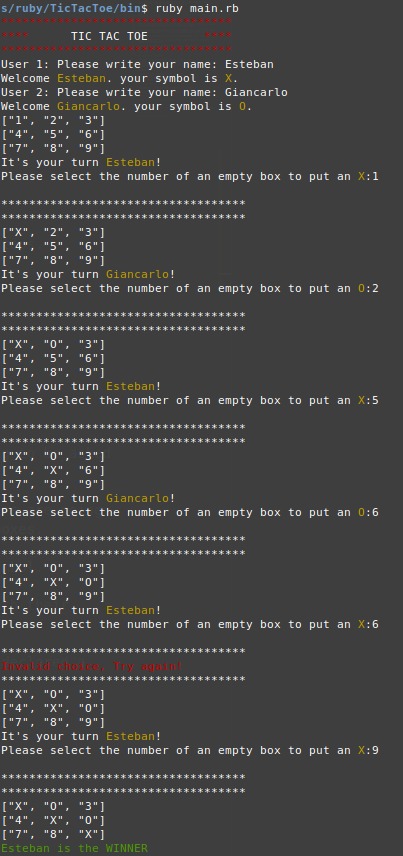 s/ruby/TicTacToe/bin$ ruby main.rb
*********************************
**** TIC TAC TOE ****
*********************************
User 1: Please write your name: Esteban
Welcome Esteban. your symbol is X.
User 2: Please write your name: Giancarlo
Welcome Giancarlo. your symbol is O.
["1", "2", "3"]
["4", "5", "6"]
["7", "8", "9"]
It's your turn Esteban!
Please select the number of an empty box to put an X:1
***********************************
***********************************
["X", "2", "3"]
["4", "5", "6"]
["7", "8", "9"]
It's your turn Giancarlo!
Please select the number of an empty box to put an O:2
***********************************
***********************************
["X", "O", "3"]
["4", "5", "6"]
["7", "8", "9"]
It's your turn Esteban!
Please select the number of an empty box to put an X:5
***********************************
***********************************
["X", "O", "3"]
["4", "X", "6"]
["7", "8", "9"]
It's your turn Giancarlo!
Please select the number of an empty box to put an O:6
***********************************
***********************************
["X", "O", "3"]
["4", "X", "O"]
["7", "8", "9"]
It's your turn Esteban!
Please select the number of an empty box to put an X:6
***********************************
Invalid choice. Try again!
***********************************
["X", "O", "3"]
["4", "X", "O"]
["7", "8", "9"]
It's your turn Esteban!
Please select the number of an empty box to put an X:9
***********************************
***********************************
["X", "O", "3"]
["4", "X", "O"]
["7", "8", "X"]
Esteban is the WINNER